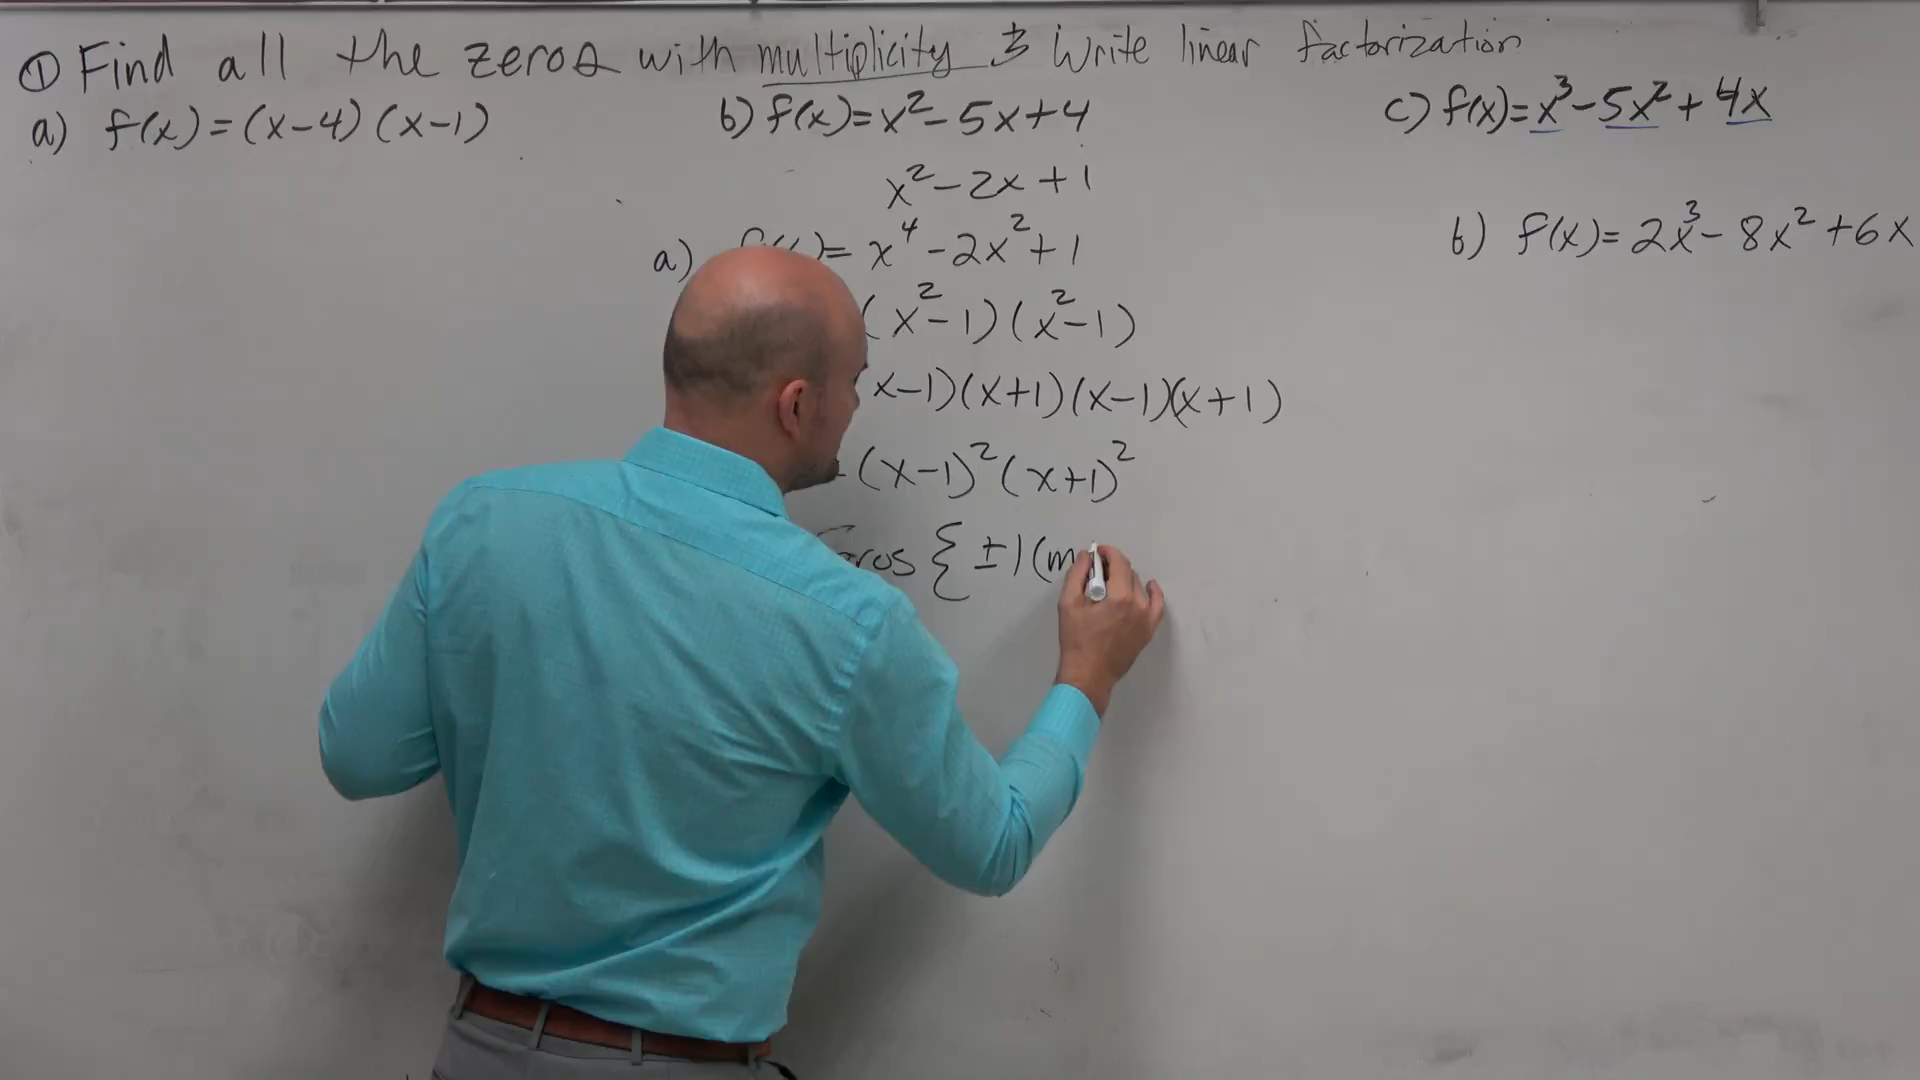 ① Find all the zeros with multiplicity & Write linear factorization
a) f(x)=(x-4)(x-1)
b) f(x)=x²-5x+4
c) f(x)=x³-5x²+4x
x²-2x+1
a) )= x⁴-2x²+1
b) f(x)=2x³-8x²+6x
(x²-1)(x²-1)
x-1)(x+1)(x-1)(x+1)
(x-1)²(x+1)²
{ ±1(m